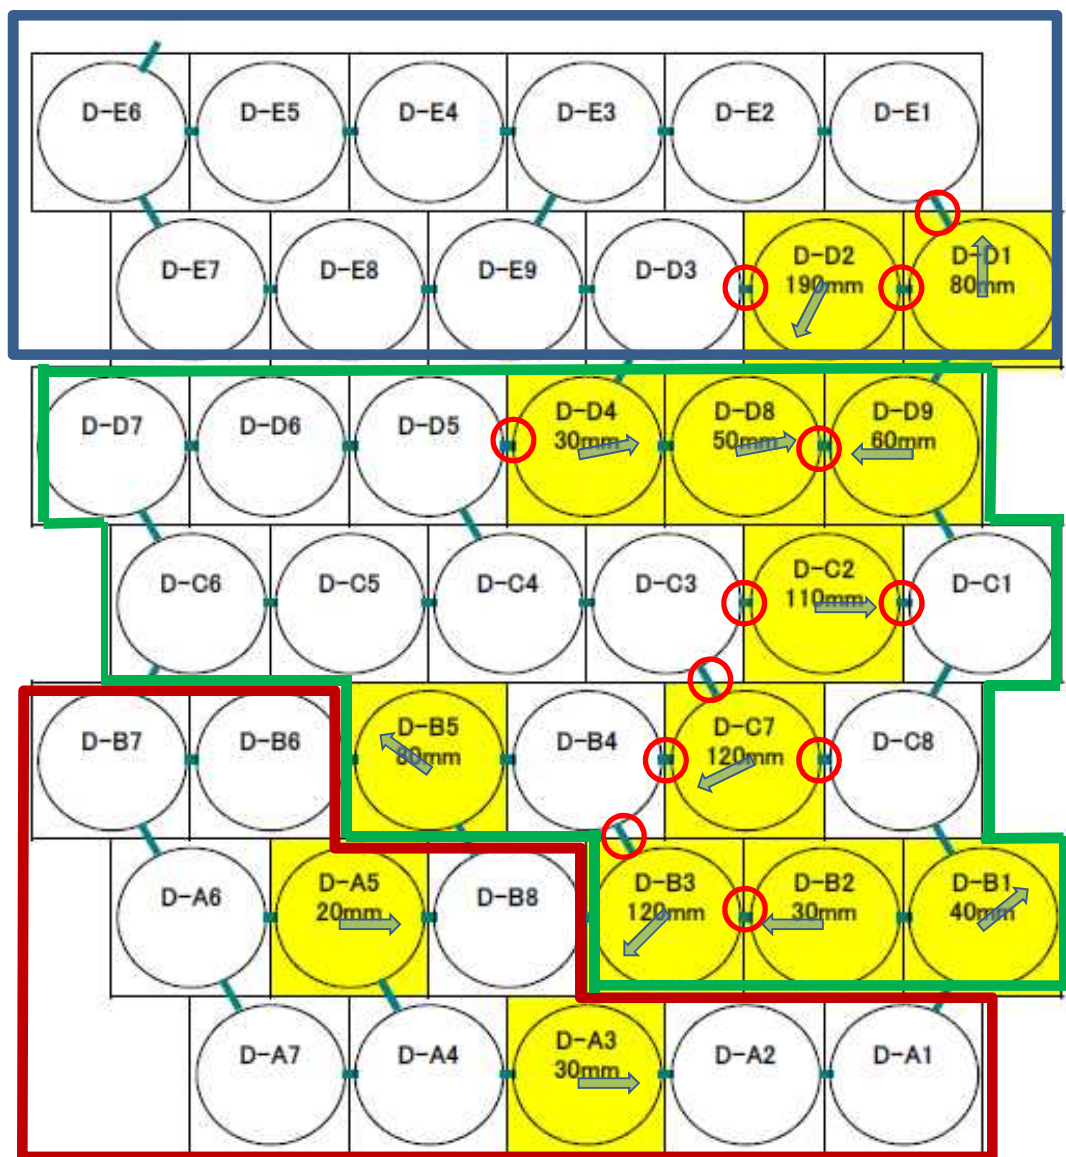 D-E6 D-E5 D-E4 D-E3 D-E2 D-E1
D-E7 D-E8 D-E9 D-D3 D-D2 D-D1
190mm 80mm
D-D7 D-D6 D-D5 D-D4 D-D8 D-D9
30mm 50mm 60mm
D-C6 D-C5 D-C4 D-C3 D-C2 D-C1
110mm
D-B7 D-B6 D-B5 D-B4 D-C7 D-C8
80mm 120mm
D-A6 D-A5 D-B8 D-B3 D-B2 D-B1
20mm 120mm 30mm 40mm
D-A7 D-A4 D-A3 D-A2 D-A1
30mm